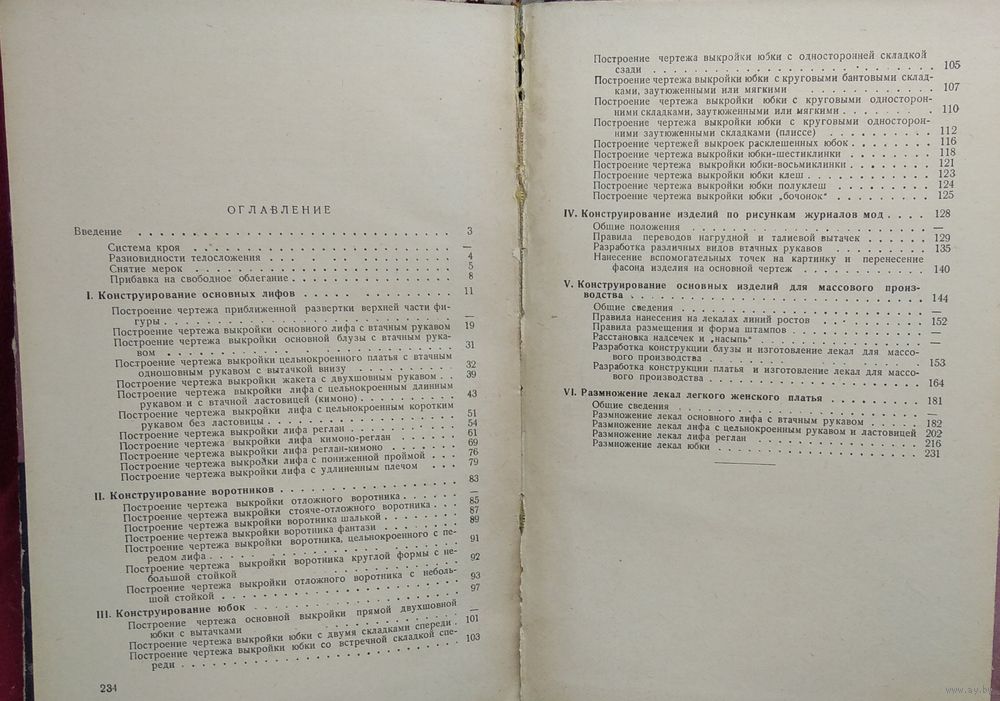 ОГЛАВЛЕНИЕ
Введение 3
Система кроя —
Разновидности телосложения 4
Снятие мерок 5
Прибавка на свободное облегание 8
I. Конструирование основных лифов 11
Построение чертежа приближенной развертки верхней части фи-
гуры —
Построение чертежа выкройки основного лифа с втачным рукавом 19
Построение чертежа выкройки основной блузы с втачным рука-
вом 31
Построение чертежа выкройки цельнокроеного платья с втачным
одношовным рукавом с вытачкой внизу 32
Построение чертежа выкройки жакета с двухшовным рукавом 39
Построение чертежа выкройки лифа с цельнокроеным длинным
рукавом и с втачной ластовицей (кимоно) 43
Построение чертежа выкройки лифа с цельнокроеным коротким
рукавом без ластовицы 51
Построение чертежа выкройки лифа реглан 54
Построение чертежа выкройки лифа кимоно-реглан 61
Построение чертежа выкройки лифа реглан-кимоно 69
Построение чертежа выкройки лифа с пониженной проймой 76
Построение чертежа выкройки лифа с удлиненным плечом 79
II. Конструирование воротников 83
Построение чертежа выкройки отложного воротника —
Построение чертежа выкройки стояче-отложного воротника 85
Построение чертежа выкройки воротника шалькой 87
Построение чертежа выкройки воротника фантази 89
Построение чертежа выкройки воротника, цельнокроеного с пе-
редом лифа 91
Построение чертежа выкройки воротника круглой формы с не-
большой стойкой 92
Построение чертежа выкройки отложного воротника с неболь-
шой стойкой 93
III. Конструирование юбок 97
Построение чертежа основной выкройки прямой двухшовной
юбки с вытачками —
Построение чертежа выкройки юбки с двумя складками спереди 101
Построение чертежа выкройки юбки со встречной складкой спе-
реди 103
234
Построение чертежа выкройки юбки с односторонней складкой
сзади 105
Построение чертежа выкройки юбки с круговыми бантовыми склад-
ками, заутюженными или мягкими 107
Построение чертежа выкройки юбки с круговыми односторон-
ними складками, заутюженными или мягкими 110
Построение чертежа выкройки юбки с круговыми односторон-
ними заутюженными складками (плиссе) 112
Построение чертежей выкроек расклешенных юбок 116
Построение чертежа выкройки юбки-шестиклинки 118
Построение чертежа выкройки юбки-восьмиклинки 121
Построение чертежа выкройки юбки клеш 123
Построение чертежа выкройки юбки полуклеш 124
Построение чертежа выкройки юбки „бочонок“ 125
IV. Конструирование изделий по рисункам журналов мод 128
Общие положения —
Правила переводов нагрудной и талиевой вытачек 129
Разработка различных видов втачных рукавов 135
Нанесение вспомогательных точек на картинку и перенесение
фасона изделия на основной чертеж 140
V. Конструирование основных изделий для массового произ-
водства 144
Общие сведения —
Правила нанесения на лекалах линий ростов 152
Правила размещения и форма штампов —
Расстановка надсечек и „насыпь“ —
Разработка конструкции блузы и изготовление лекал для массо-
вого производства 153
Разработка конструкции платья и изготовление лекал для массо-
вого производства 164
VI. Размножение лекал легкого женского платья 181
Общие сведения —
Размножение лекал основного лифа с втачным рукавом 182
Размножение лекал лифа с цельнокроеным рукавом и ластовицей 202
Размножение лекал лифа реглан 216
Размножение лекал юбки 231
www.ay.by